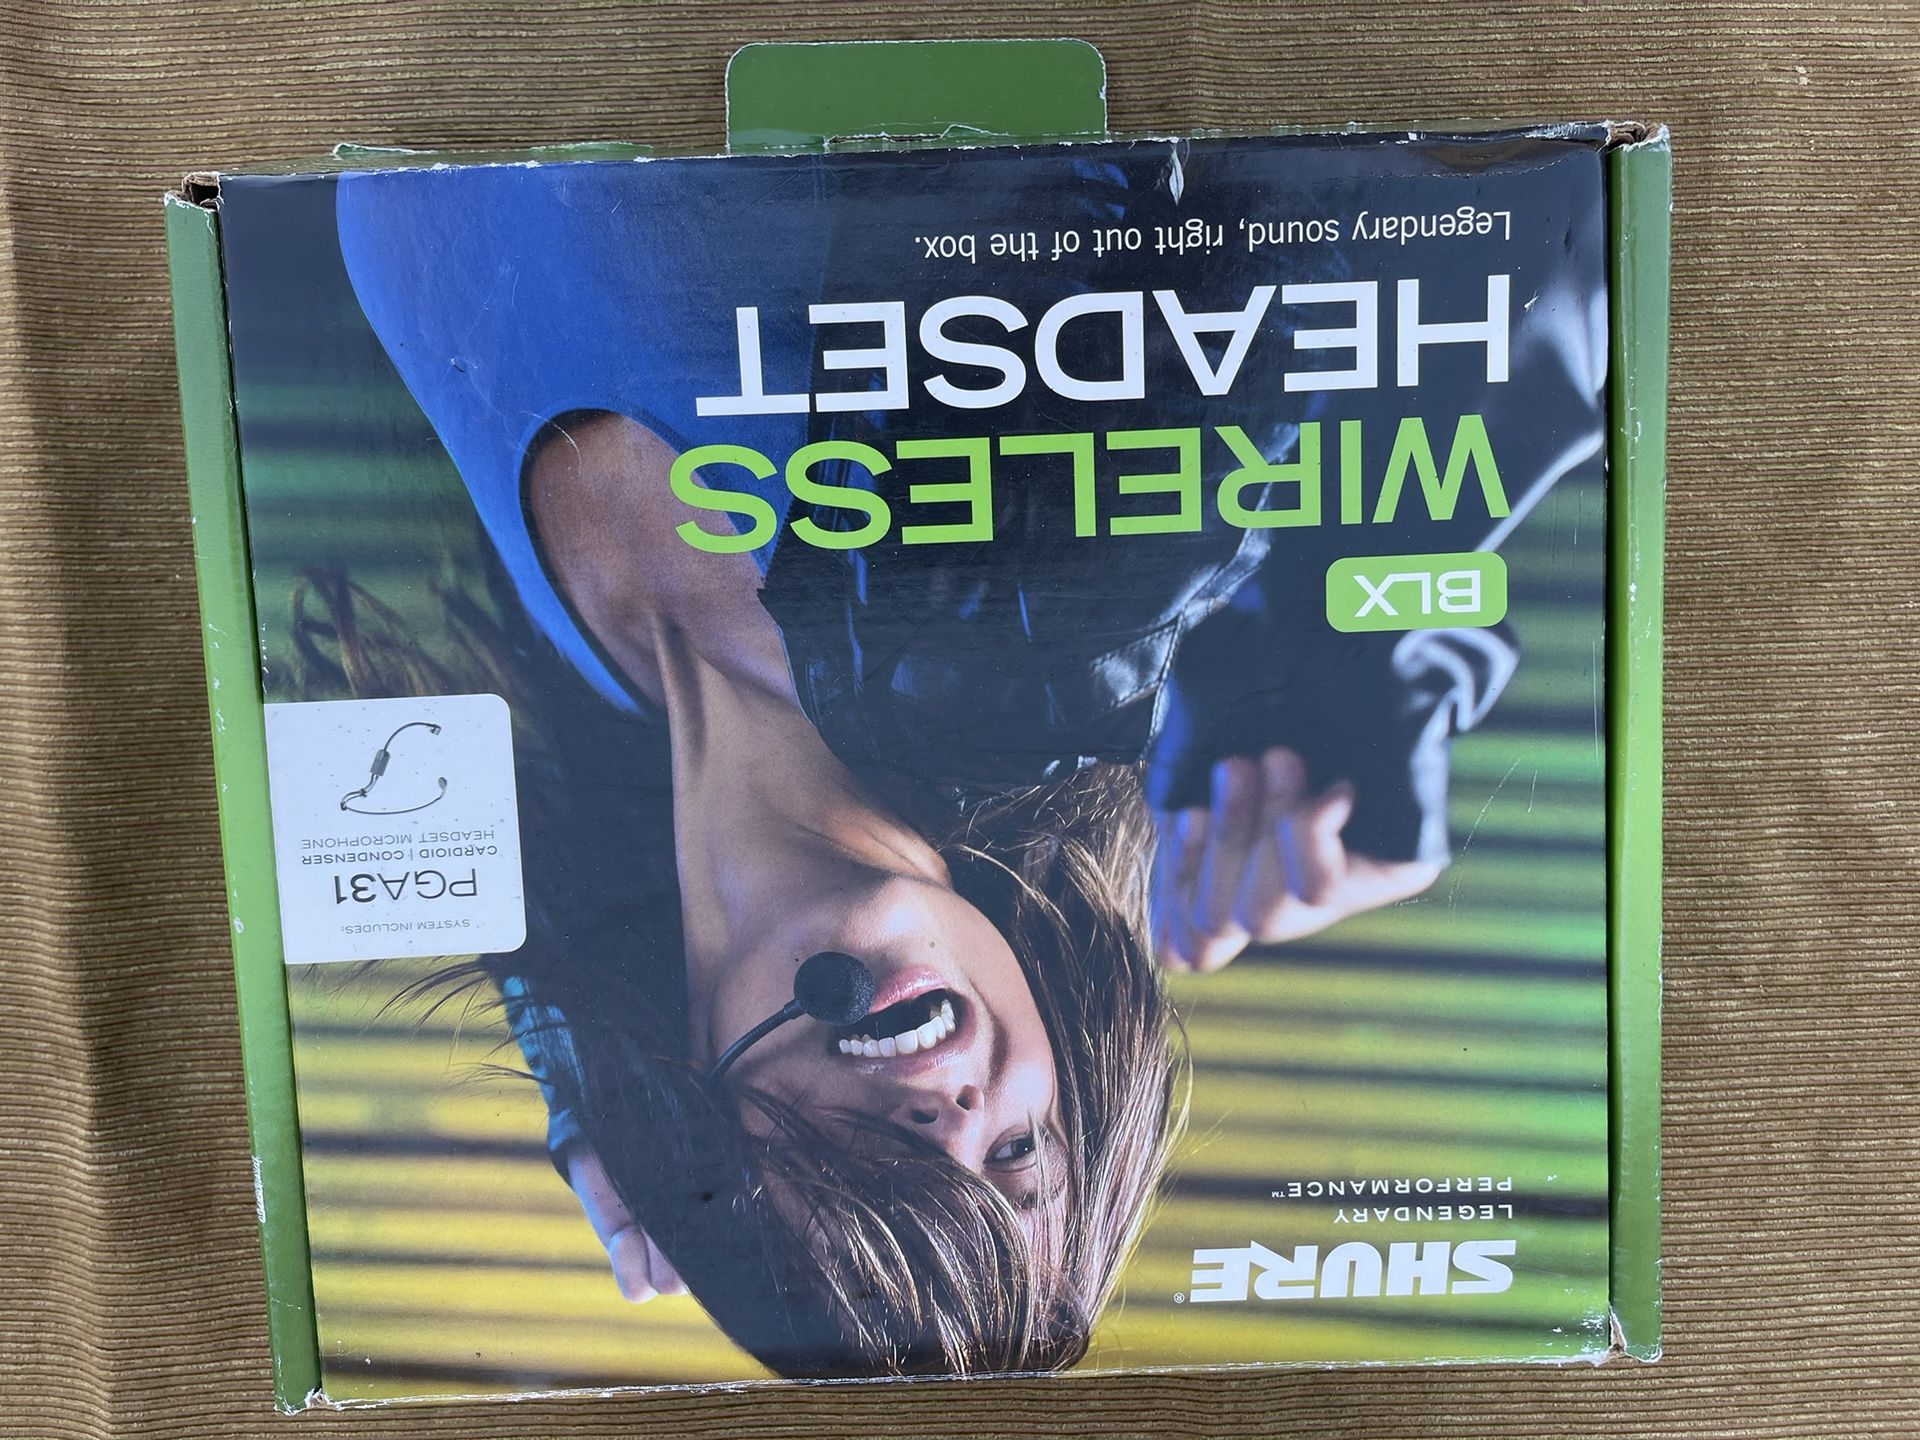 SHURE®
LEGENDARY
PERFORMANCE™
SYSTEM INCLUDES:
PGA31
CARDIOID | CONDENSER
HEADSET MICROPHONE
BLX
WIRELESS
HEADSET
Legendary sound, right out of the box.